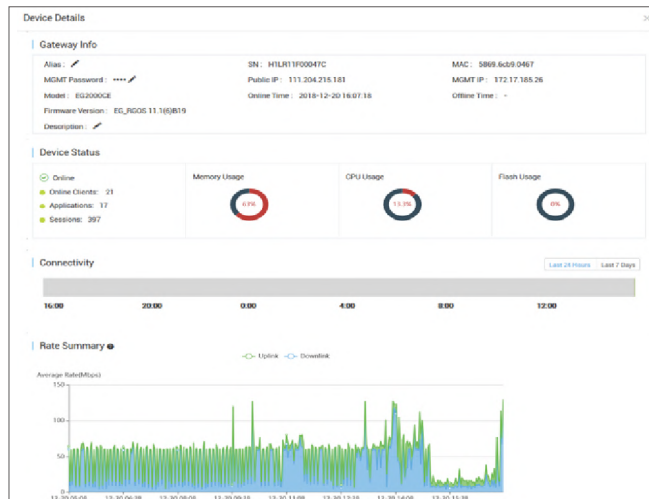 Device Details
Gateway Info
Alias : SN : H1LR11F00047C MAC : 5869.6cb9.0467
MGMT Password : •••• Public IP : 111.204.215.181 MGMT IP : 172.17.185.26
Model : EG2000CE Online Time : 2018-12-20 16:07:18 Offline Time : -
Firmware Version : EG_RGOS 11.1(6)B19
Description :
Device Status
Online Memory Usage CPU Usage Flash Usage
Online Clients: 21
Applications: 17
Sessions: 397
0%
Connectivity Last 24 Hours Last 7 Days
16:00 20:00 0:00 4:00 8:00 12:00
Rate Summary
Uplink Downlink
Average Rate(Mbps)
150
100
50
0